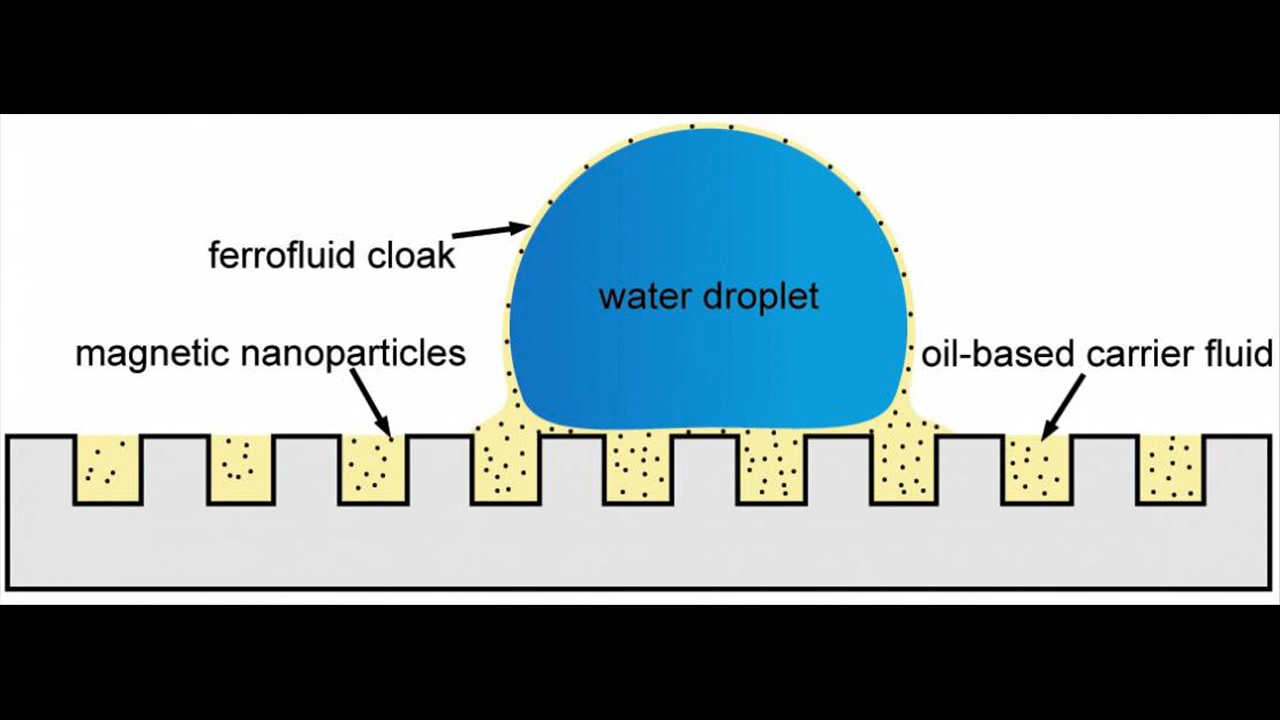 ferrofluid cloak
water droplet
magnetic nanoparticles
oil-based carrier fluid